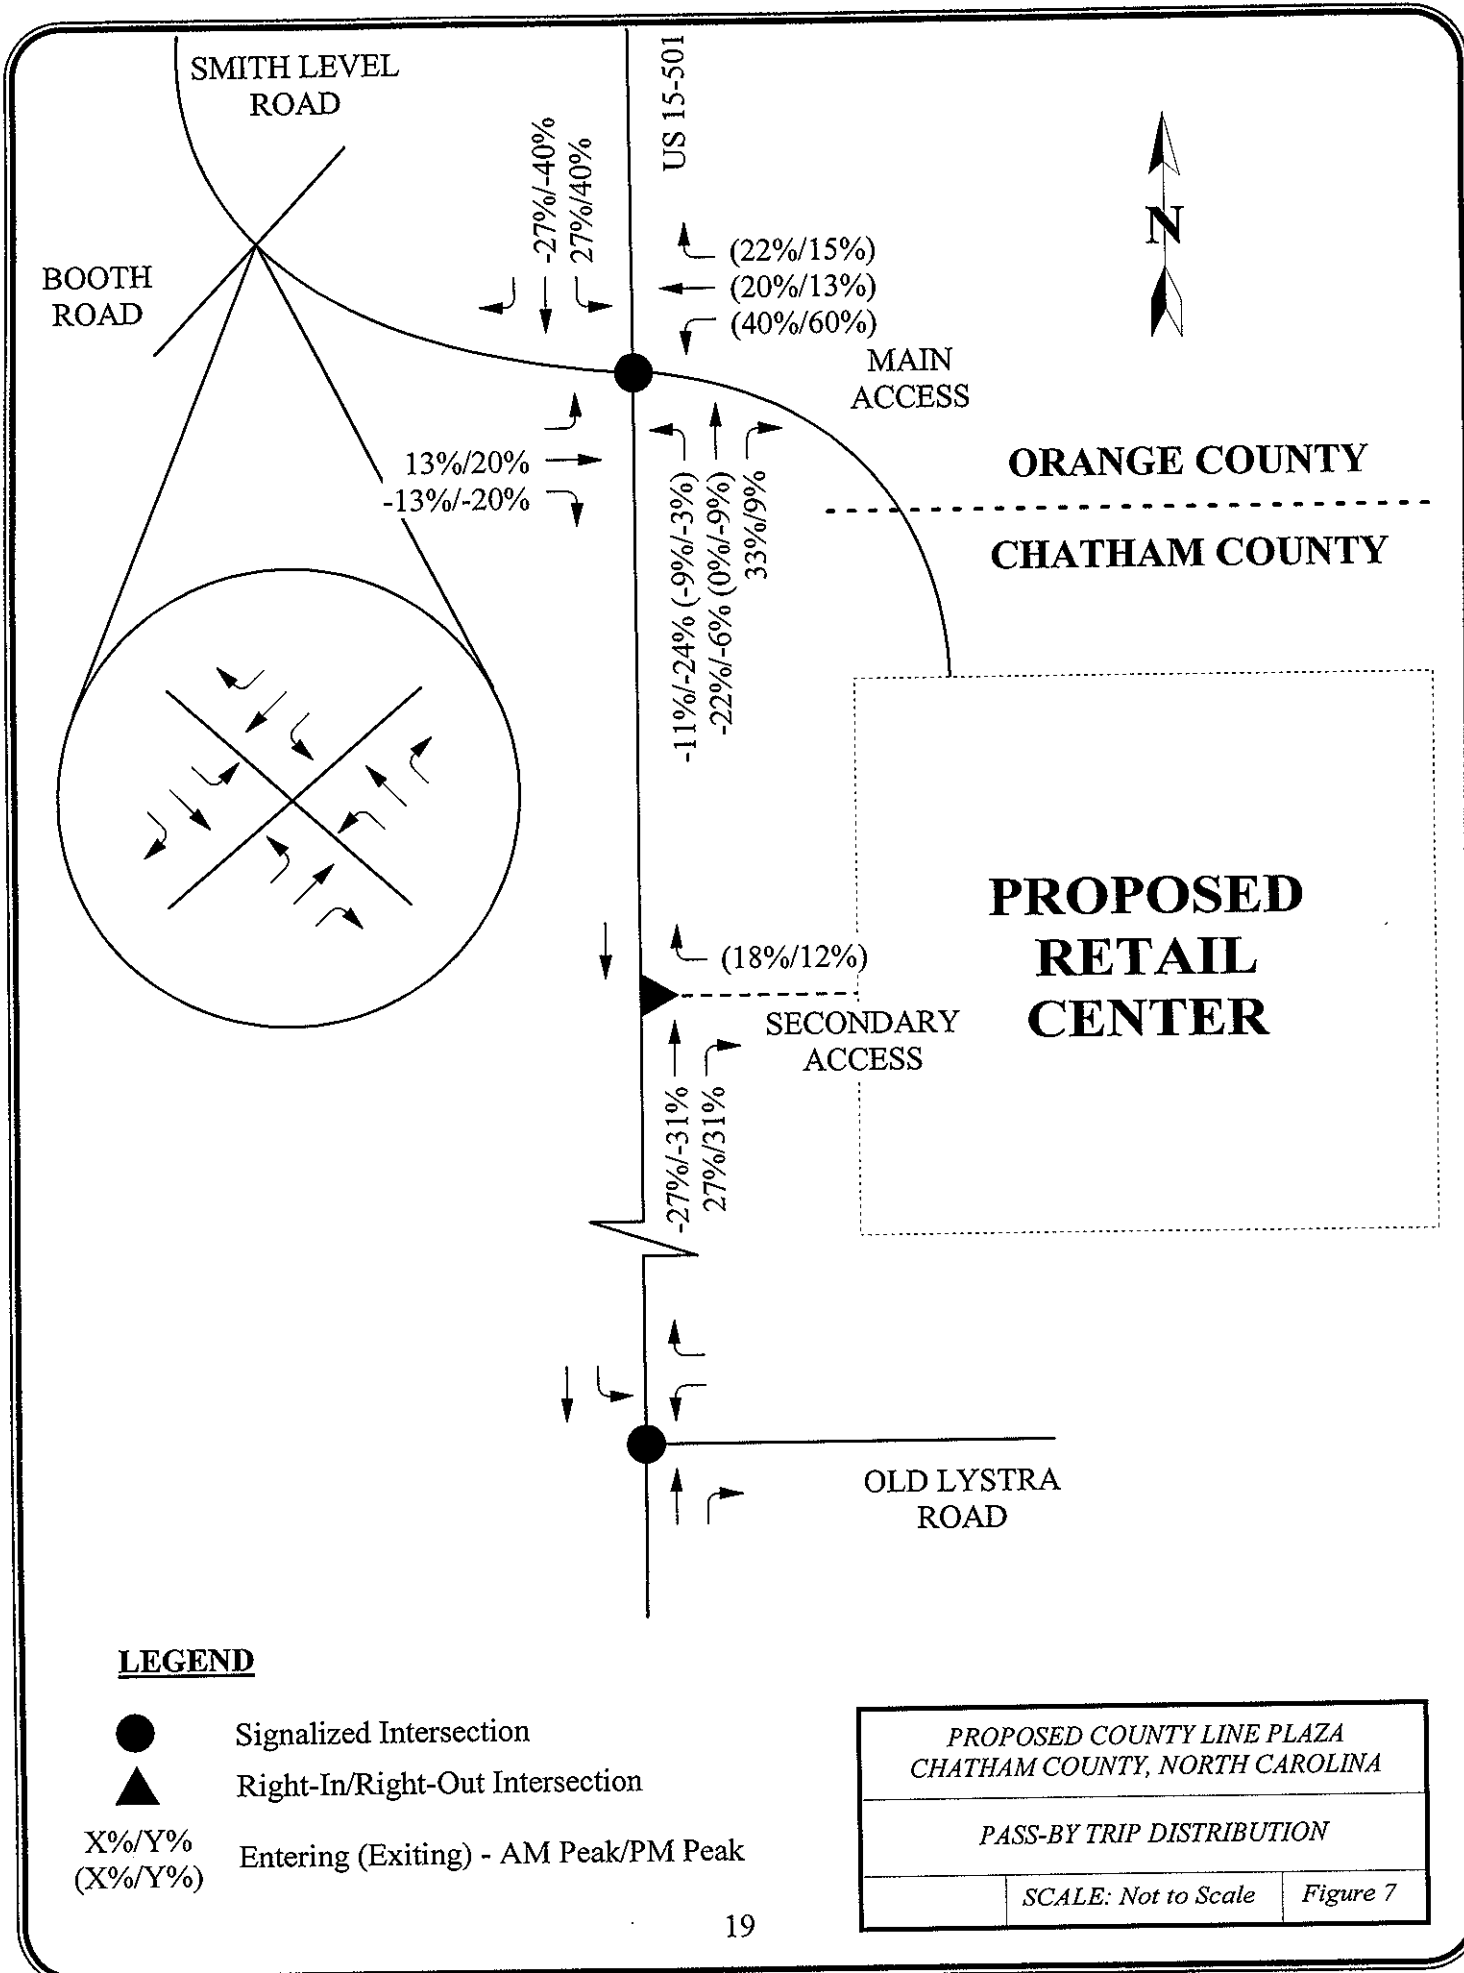 SMITH LEVEL
ROAD
US 15-501
-27%/-40%
27%/40%
(22%/15%)
(20%/13%)
(40%/60%)
N
BOOTH
ROAD
MAIN
ACCESS
13%/20%
-13%/-20%
-11%/-24% (-9%/-3%)
-22%/-6% (0%/-9%)
33%/9%
ORANGE COUNTY
CHATHAM COUNTY
PROPOSED
RETAIL
CENTER
(18%/12%)
SECONDARY
ACCESS
-27%/-31%
27%/31%
OLD LYSTRA
ROAD
LEGEND
Signalized Intersection
Right-In/Right-Out Intersection
X%/Y%
(X%/Y%)
Entering (Exiting) - AM Peak/PM Peak
PROPOSED COUNTY LINE PLAZA
CHATHAM COUNTY, NORTH CAROLINA
PASS-BY TRIP DISTRIBUTION
SCALE: Not to Scale
Figure 7
19